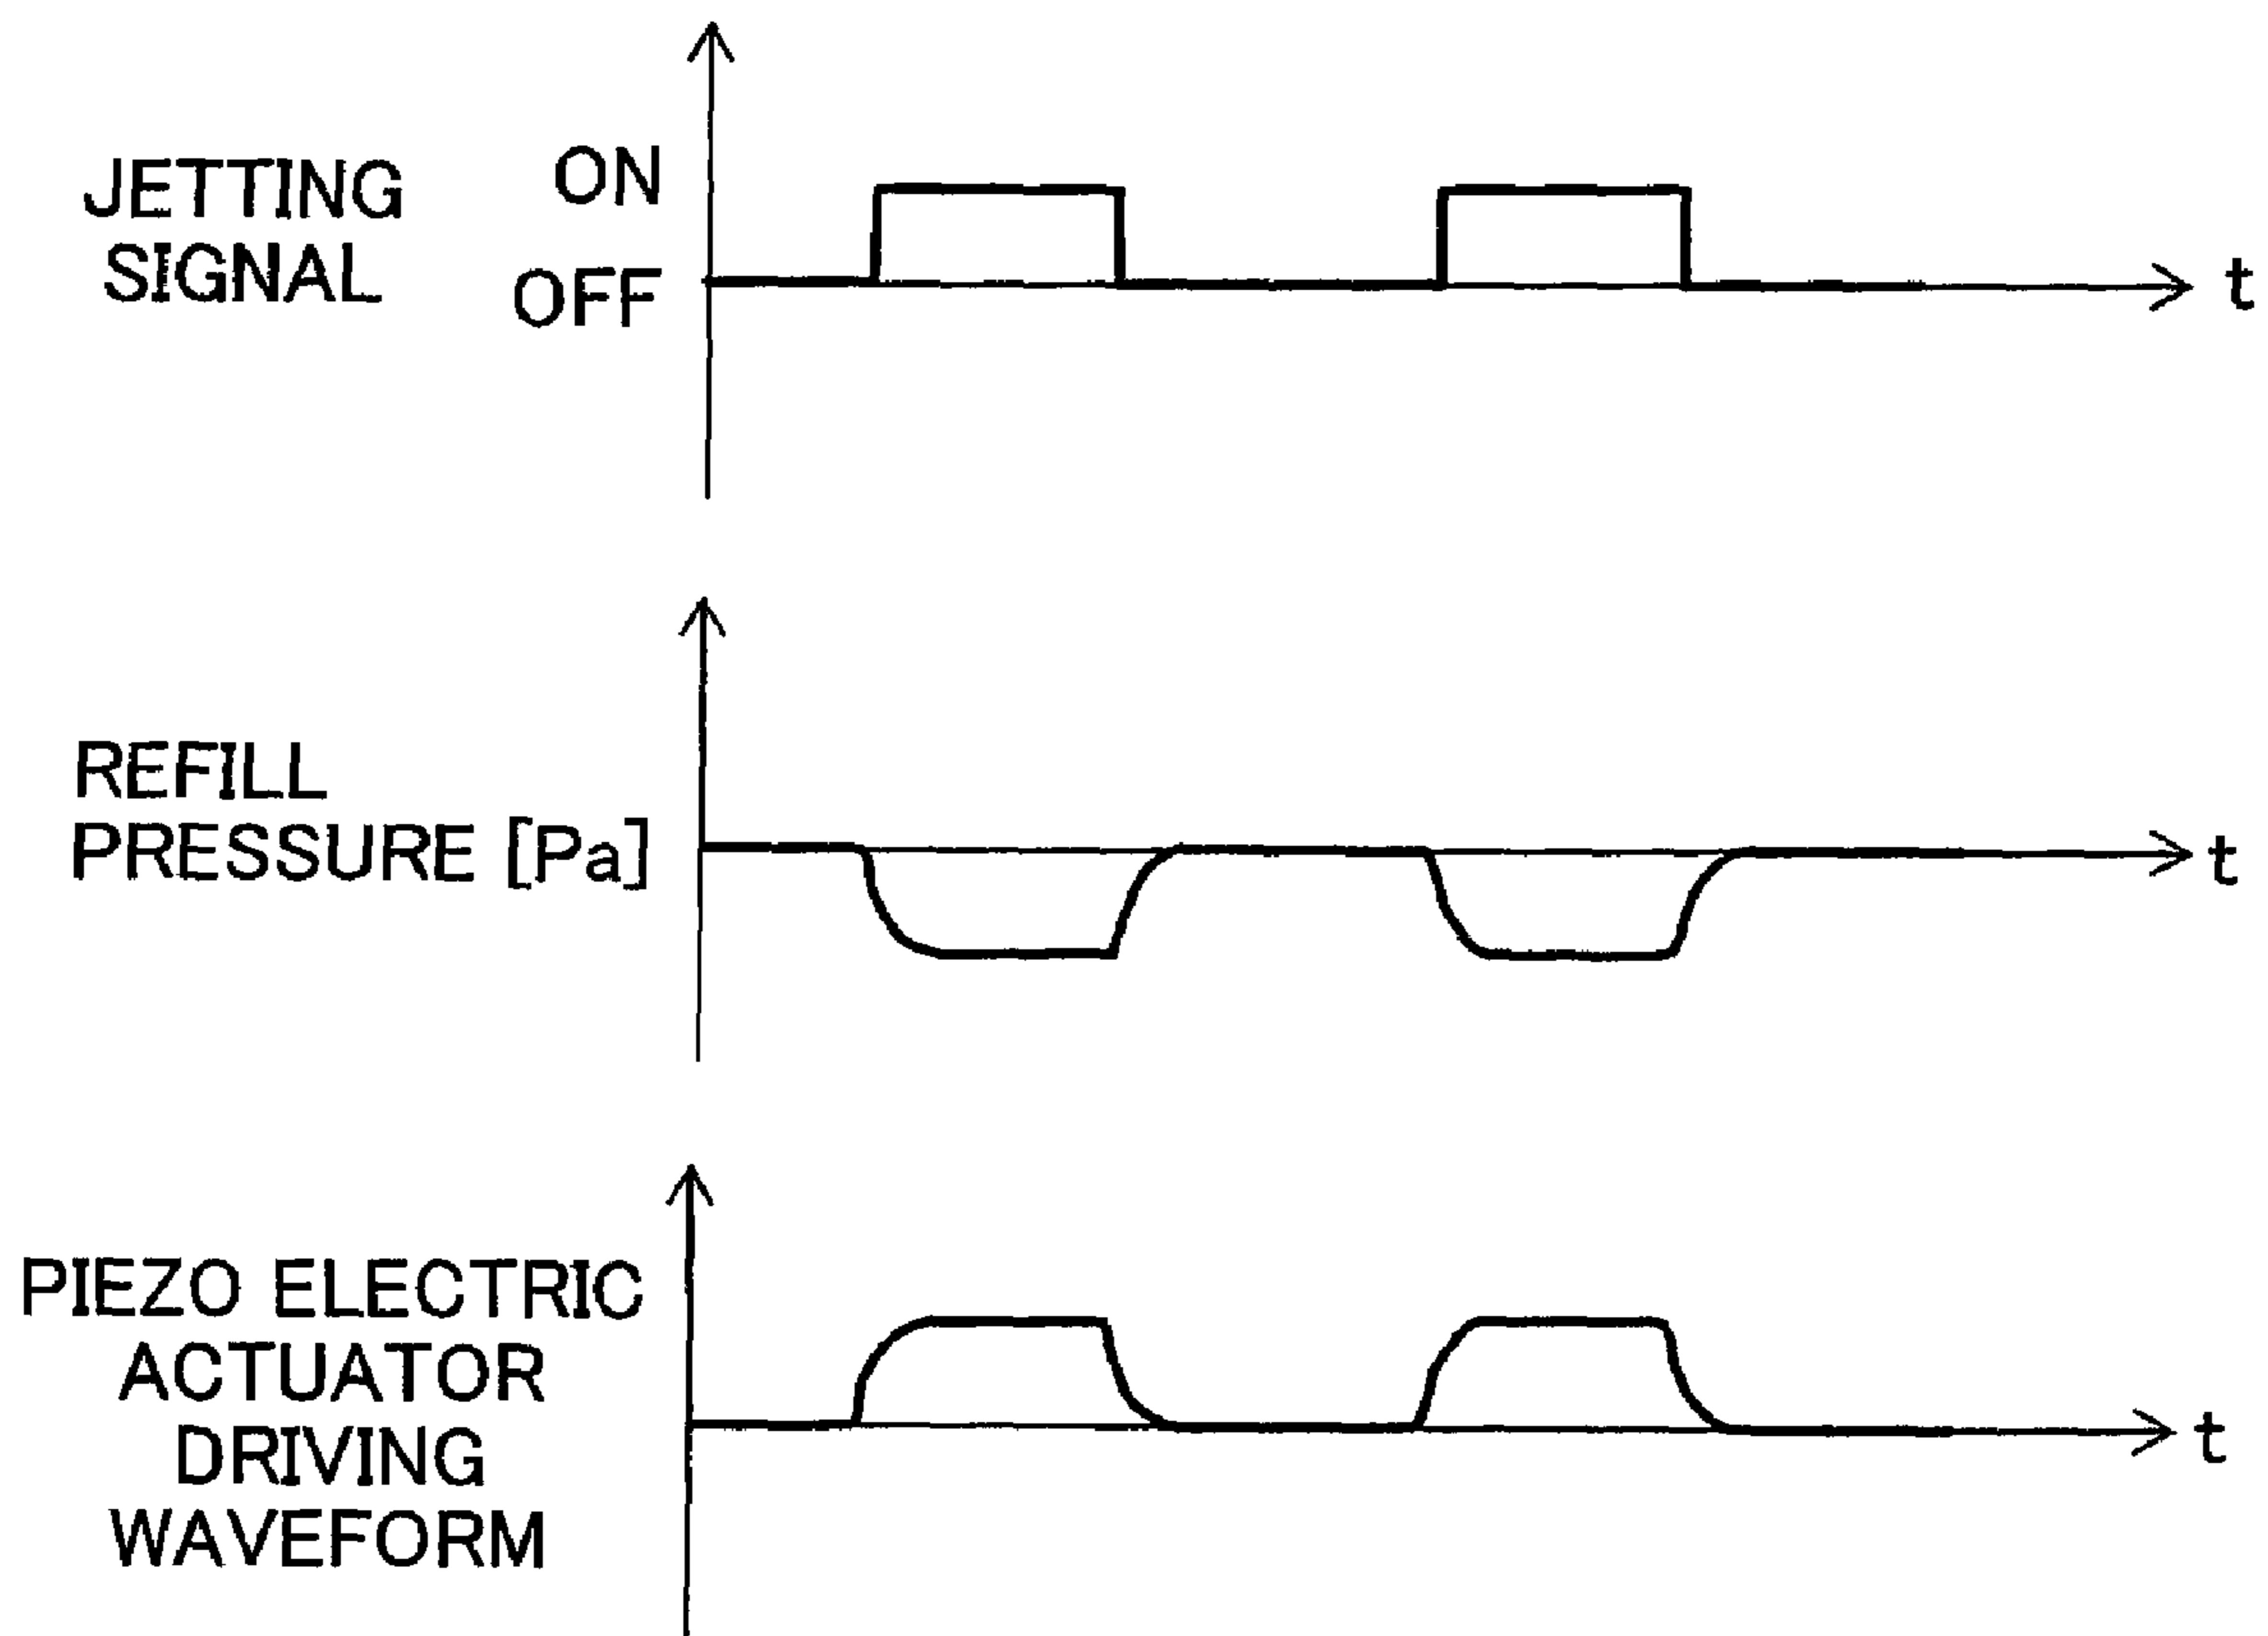 JETTING
SIGNAL
ON
OFF
t
REFILL
PRESSURE [Pa]
t
PIEZO ELECTRIC
ACTUATOR
DRIVING
WAVEFORM
t